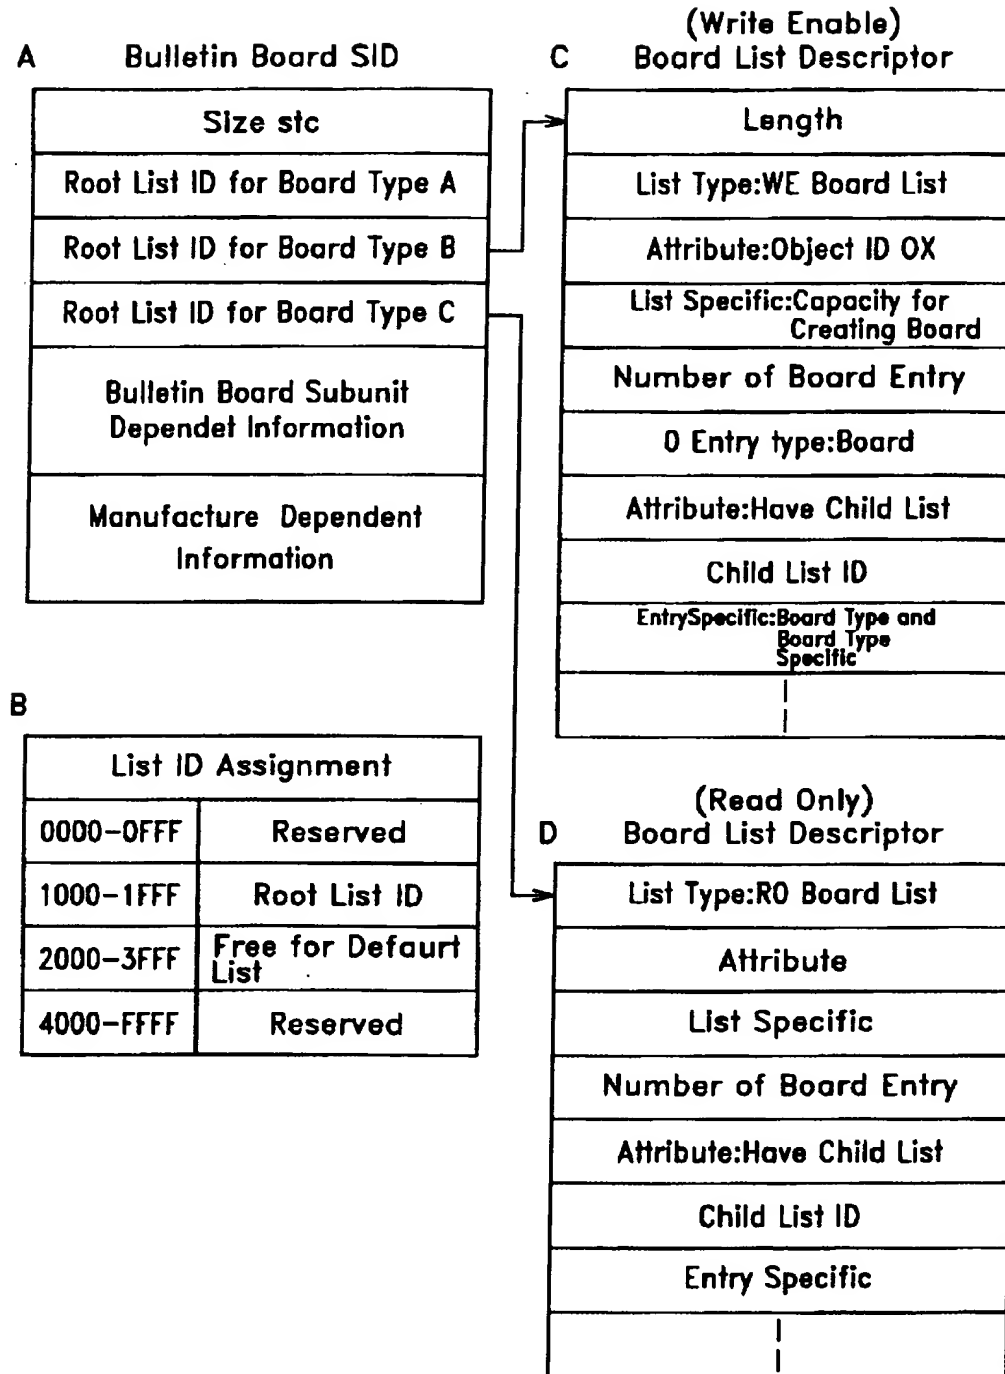 A Bulletin Board SID
Size stc
Root List ID for Board Type A
Root List ID for Board Type B
Root List ID for Board Type C
Bulletin Board Subunit
Dependet Information
Manufacture Dependent
Information
B
List ID Assignment
0000-0FFF Reserved
1000-1FFF Root List ID
2000-3FFF Free for Defaurt
List
4000-FFFF Reserved
(Write Enable)
C Board List Descriptor
Length
List Type:WE Board List
Attribute:Object ID OX
List Specific:Capacity for
Creating Board
Number of Board Entry
0 Entry type:Board
Attribute:Have Child List
Child List ID
EntrySpecific:Board Type and
Board Type
Specific
(Read Only)
D Board List Descriptor
List Type:RO Board List
Attribute
List Specific
Number of Board Entry
Attribute:Have Child List
Child List ID
Entry Specific